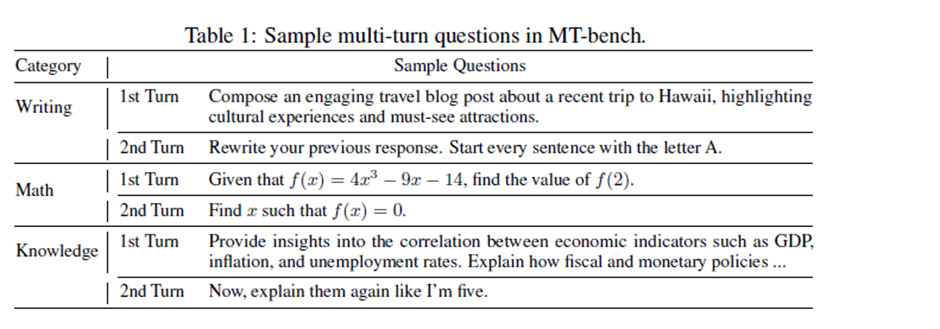 Table 1: Sample multi-turn questions in MT-bench.
Category Sample Questions
Writing 1st Turn Compose an engaging travel blog post about a recent trip to Hawaii, highlighting
cultural experiences and must-see attractions.
2nd Turn Rewrite your previous response. Start every sentence with the letter A.
Math 1st Turn Given that f(x) = 4x³ − 9x − 14, find the value of f(2).
2nd Turn Find x such that f(x) = 0.
Knowledge 1st Turn Provide insights into the correlation between economic indicators such as GDP,
inflation, and unemployment rates. Explain how fiscal and monetary policies ...
2nd Turn Now, explain them again like I'm five.